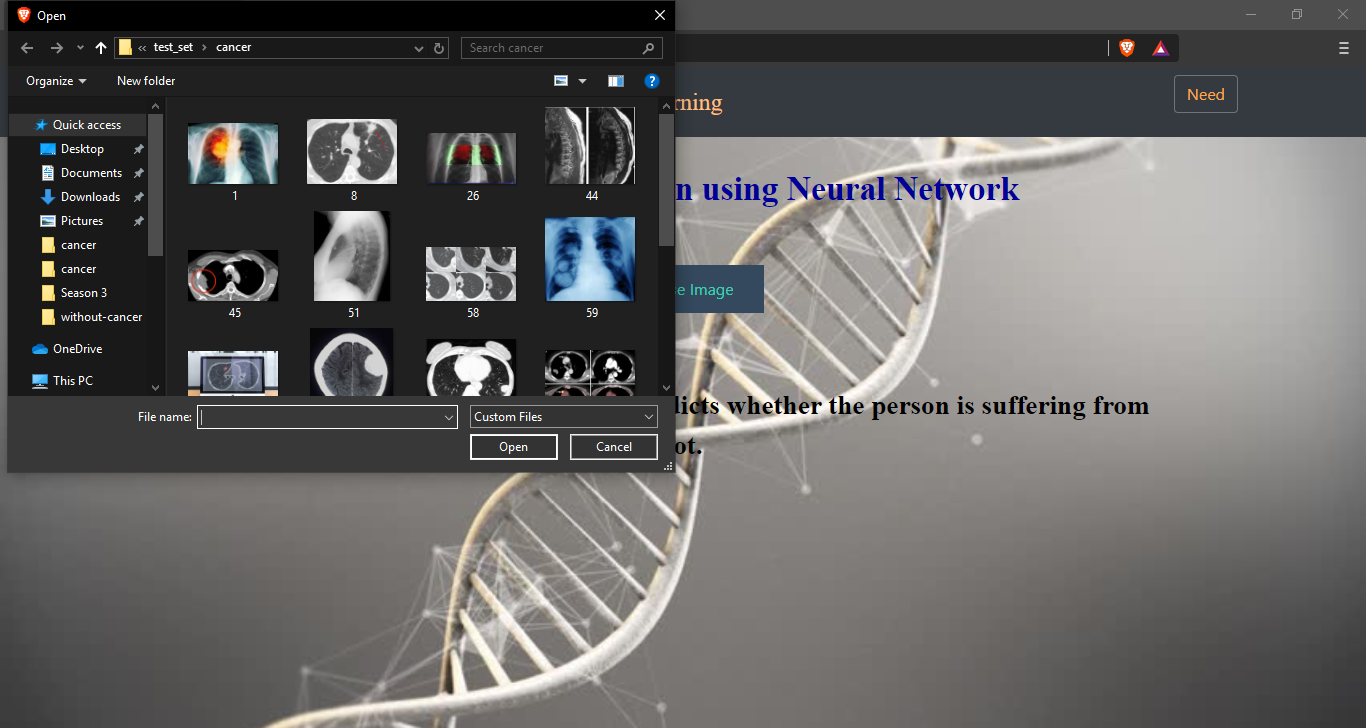 Open
« test_set › cancer
Search cancer
Organize
New folder
?
Quick access
Desktop
Documents
Downloads
Pictures
cancer
cancer
Season 3
without-cancer
OneDrive
This PC
1
8
26
44
45
51
58
59
File name:
Custom Files
Open
Cancel
rning
Need
n using Neural Network
se Image
dicts whether the person is suffering from
ot.